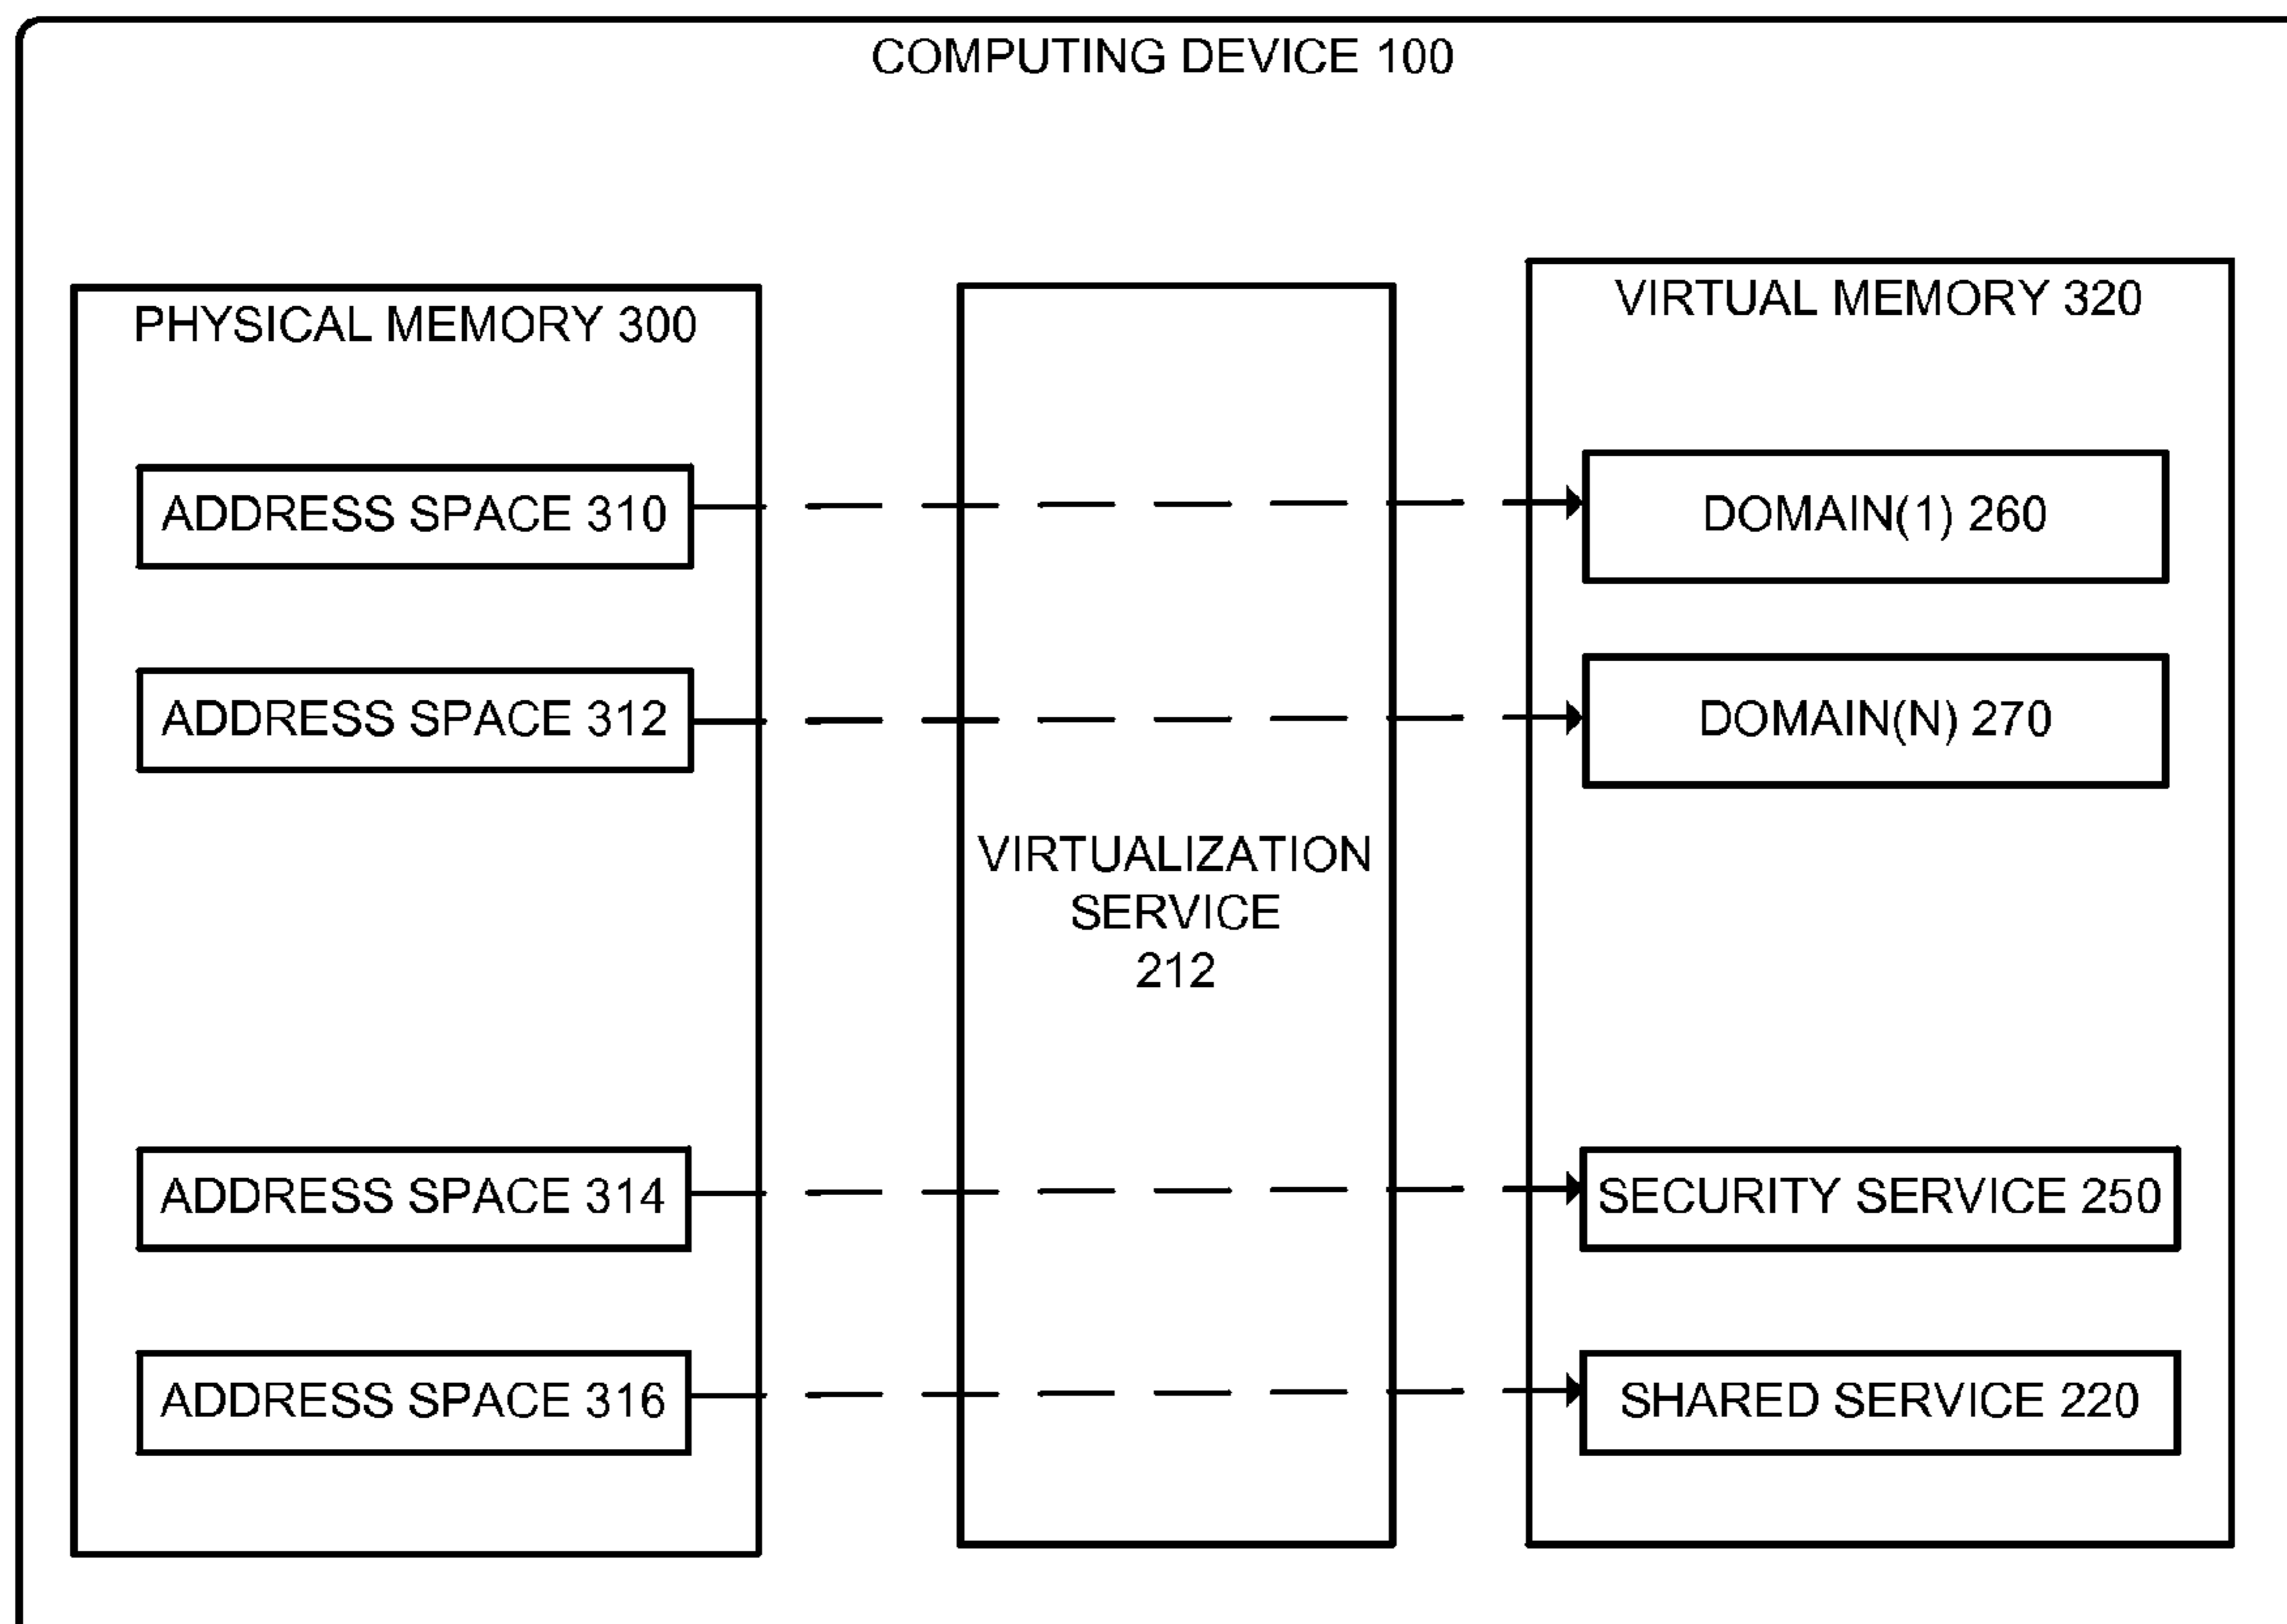 COMPUTING DEVICE 100
PHYSICAL MEMORY 300
ADDRESS SPACE 310
ADDRESS SPACE 312
ADDRESS SPACE 314
ADDRESS SPACE 316
VIRTUALIZATION
SERVICE
212
VIRTUAL MEMORY 320
DOMAIN(1) 260
DOMAIN(N) 270
SECURITY SERVICE 250
SHARED SERVICE 220